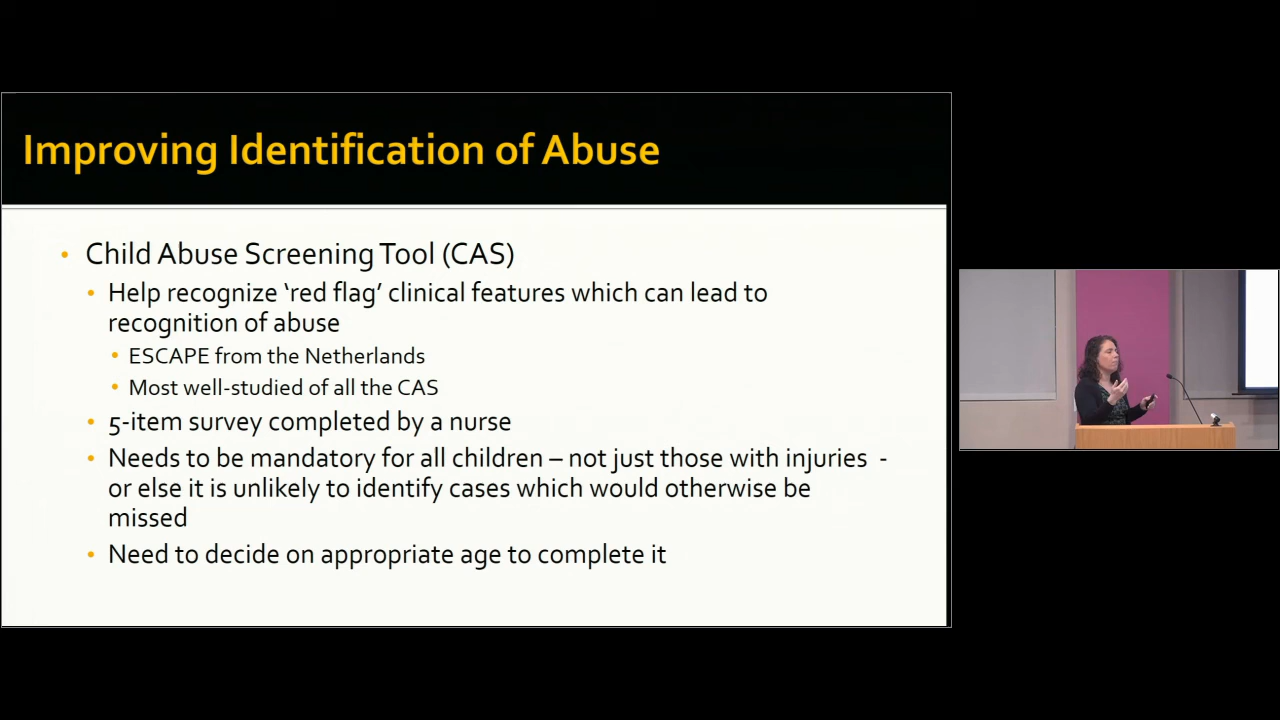 Improving Identification of Abuse
• Child Abuse Screening Tool (CAS)
• Help recognize ‘red flag’ clinical features which can lead to
recognition of abuse
• ESCAPE from the Netherlands
• Most well-studied of all the CAS
• 5-item survey completed by a nurse
• Needs to be mandatory for all children – not just those with injuries -
or else it is unlikely to identify cases which would otherwise be
missed
• Need to decide on appropriate age to complete it